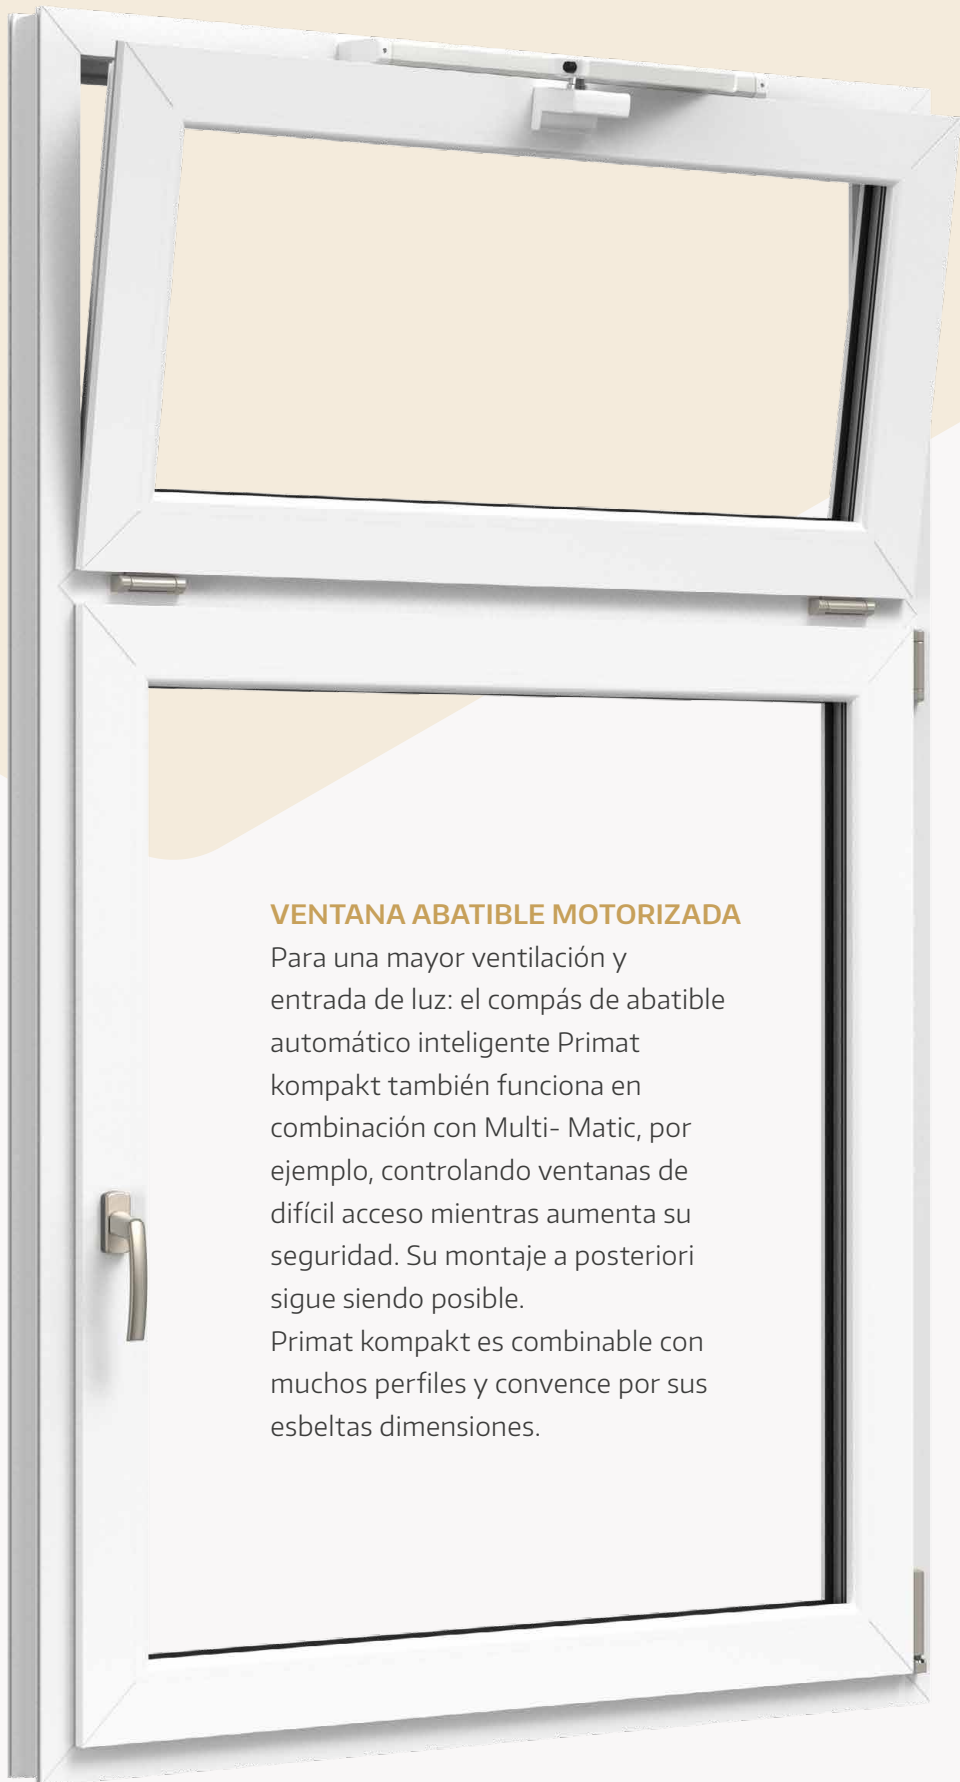 VENTANA ABATIBLE MOTORIZADA
Para una mayor ventilación y
entrada de luz: el compás de abatible
automático inteligente Primat
kompakt también funciona en
combinación con Multi- Matic, por
ejemplo, controlando ventanas de
difícil acceso mientras aumenta su
seguridad. Su montaje a posteriori
sigue siendo posible.
Primat kompakt es combinable con
muchos perfiles y convence por sus
esbeltas dimensiones.